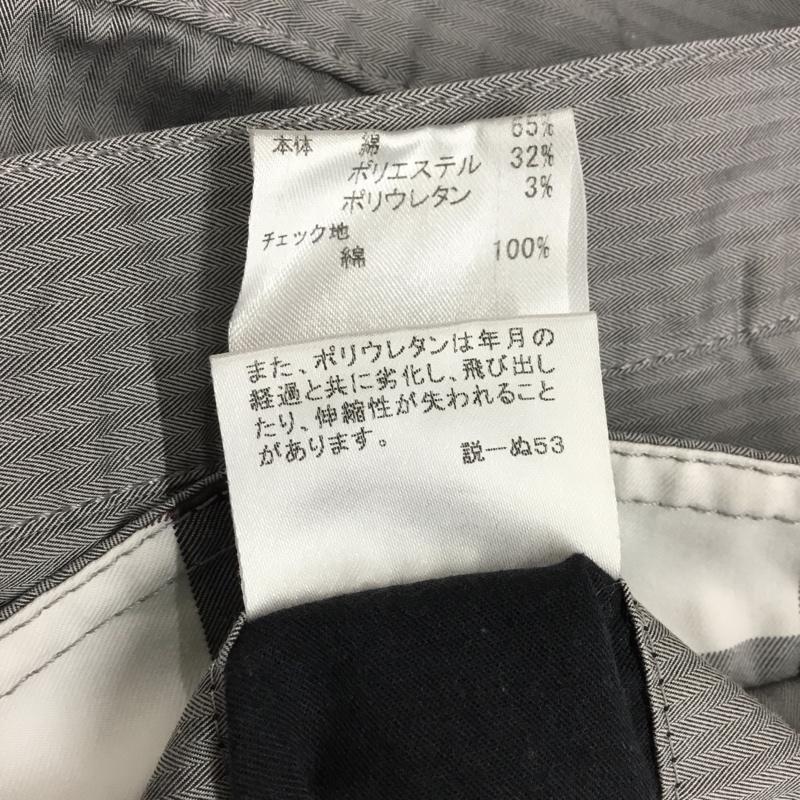 本体 綿 65%
ポリエステル 32%
ポリウレタン 3%
チェック地
綿 100%
また、ポリウレタンは年月の
経過と共に劣化し、飛び出し
たり、伸縮性が失われること
があります。 説一ぬ53